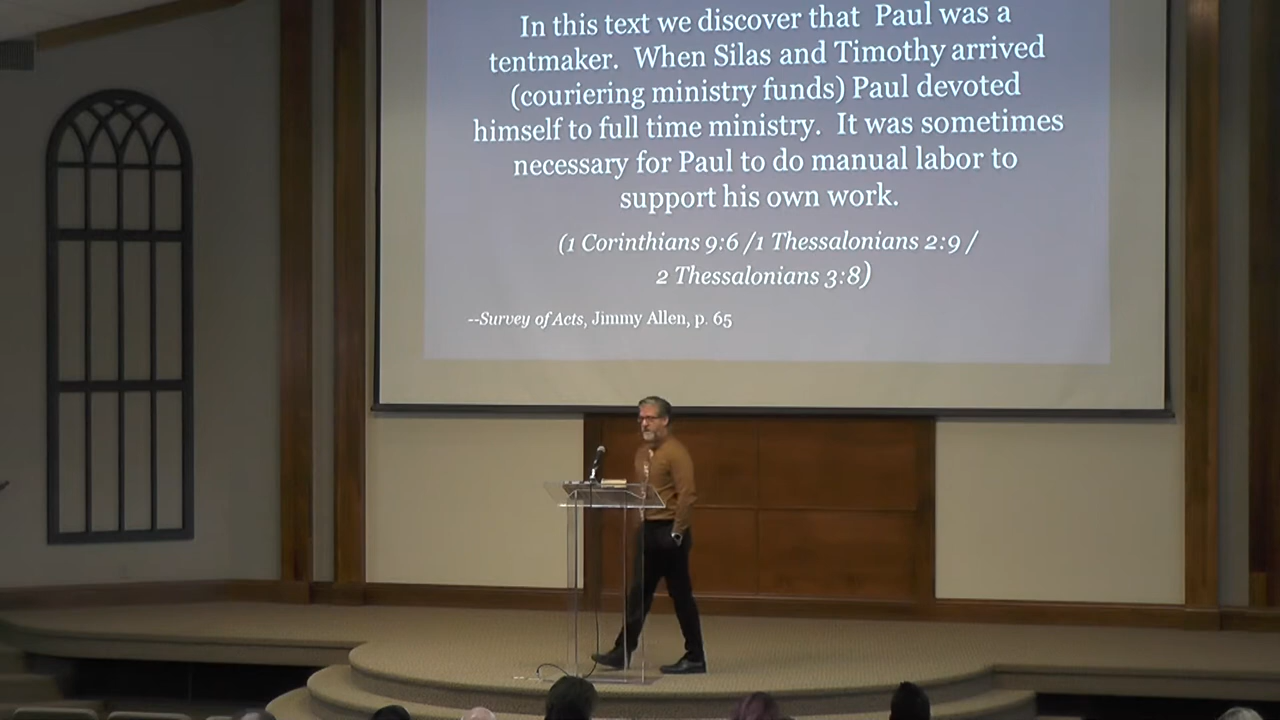 In this text we discover that  Paul was a
tentmaker.  When Silas and Timothy arrived
(couriering ministry funds) Paul devoted
himself to full time ministry.  It was sometimes
necessary for Paul to do manual labor to
support his own work.
(1 Corinthians 9:6 /1 Thessalonians 2:9 /
2 Thessalonians 3:8)
--Survey of Acts, Jimmy Allen, p. 65